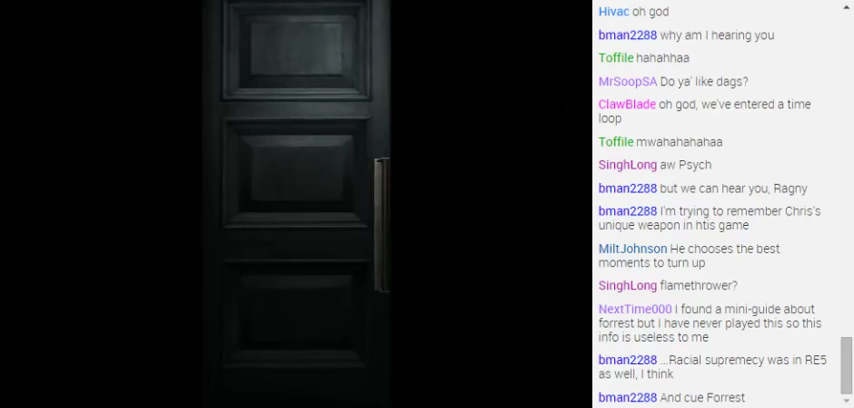 Hivac oh god
bman2288 why am I hearing you
Toffile hahahhaa
MrSoopSA Do ya' like dags?
ClawBlade oh god, we've entered a time
loop
Toffile mwahahahahaa
SinghLong aw Psych
bman2288 but we can hear you, Ragny
bman2288 I'm trying to remember Chris's
unique weapon in htis game
MiltJohnson He chooses the best
moments to turn up
SinghLong flamethrower?
NextTime000 I found a mini-guide about
forrest but I have never played this so this
info is useless to me
bman2288 ...Racial supremecy was in RE5
as well, I think
bman2288 And cue Forrest